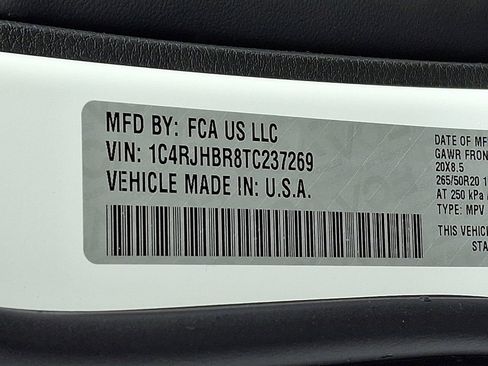 MFD BY: FCA US LLC
VIN: 1C4RJHBR8TC237269
VEHICLE MADE IN: U.S.A.
DATE OF MF
GAWR FRON
20X8.5
265/50R20 1
AT 250 kPa
TYPE: MPV
THIS VEHICL
STA